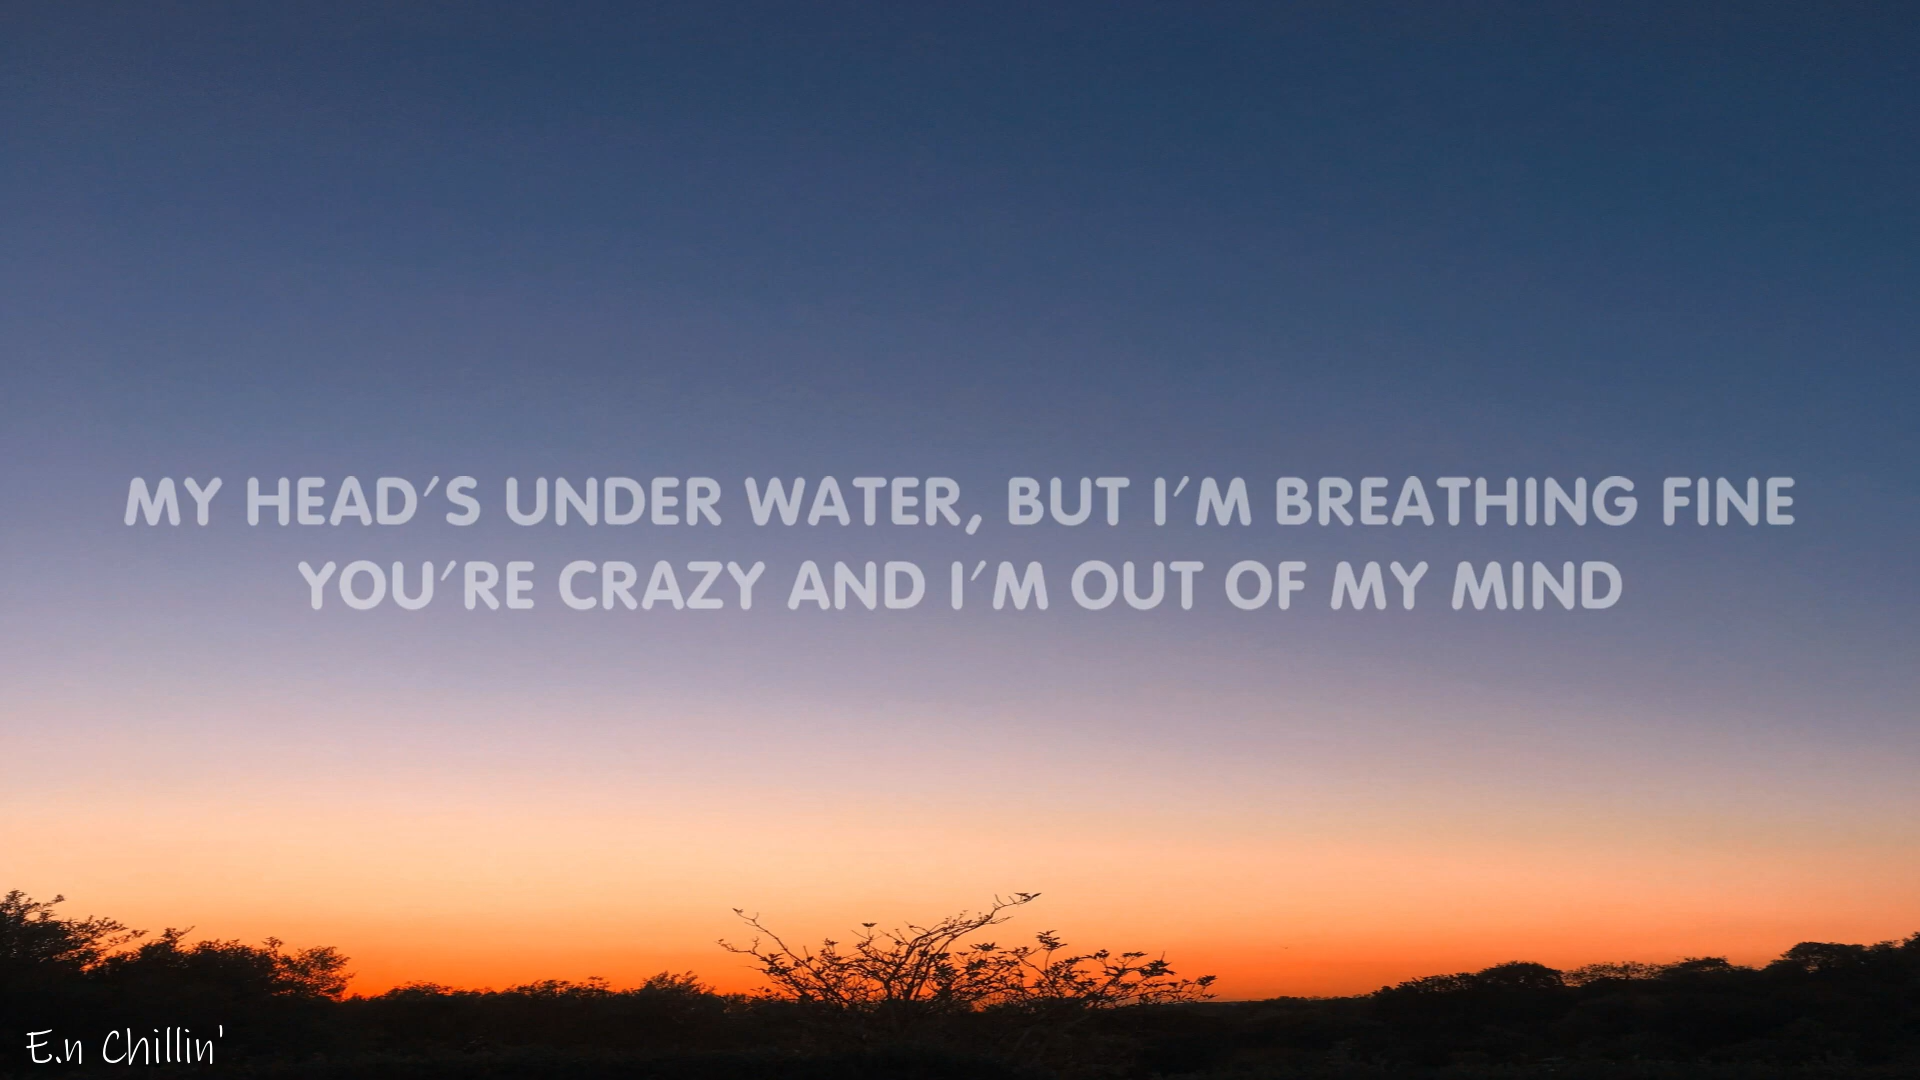 MY HEAD'S UNDER WATER, BUT I'M BREATHING FINE
YOU'RE CRAZY AND I'M OUT OF MY MIND
E.n Chillin'